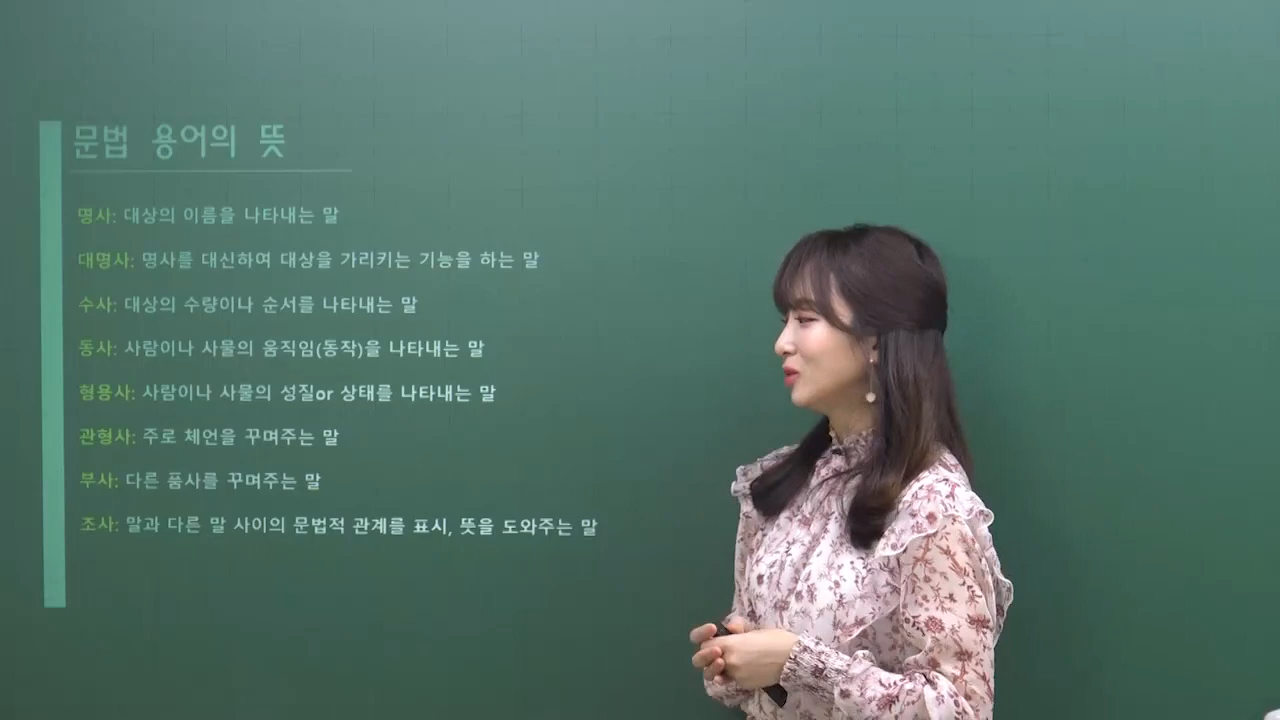 문법 용어의 뜻
명사: 대상의 이름을 나타내는 말
대명사: 명사를 대신하여 대상을 가리키는 기능을 하는 말
수사: 대상의 수량이나 순서를 나타내는 말
동사: 사람이나 사물의 움직임(동작)을 나타내는 말
형용사: 사람이나 사물의 성질or 상태를 나타내는 말
관형사: 주로 체언을 꾸며주는 말
부사: 다른 품사를 꾸며주는 말
조사: 말과 다른 말 사이의 문법적 관계를 표시, 뜻을 도와주는 말